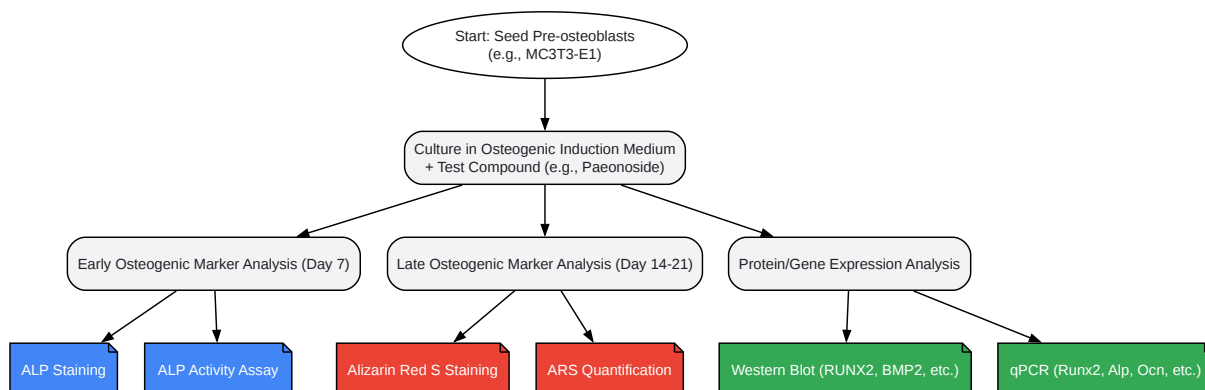 Start: Seed Pre-osteoblasts
(e.g., MC3T3-E1)
Culture in Osteogenic Induction Medium
+ Test Compound (e.g., Paeonoside)
Early Osteogenic Marker Analysis (Day 7)
Late Osteogenic Marker Analysis (Day 14-21)
Protein/Gene Expression Analysis
ALP Staining
ALP Activity Assay
Alizarin Red S Staining
ARS Quantification
Western Blot (RUNX2, BMP2, etc.)
qPCR (Runx2, Alp, Ocn, etc.)